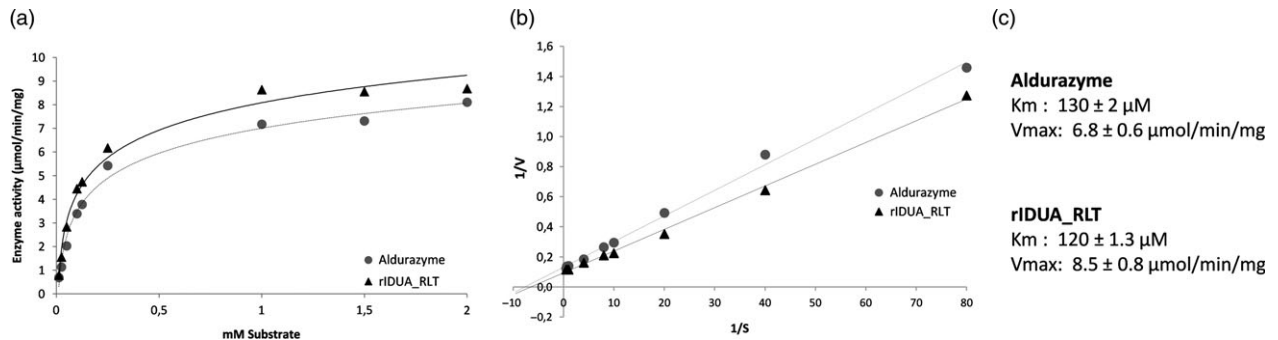 (a)
Enzyme activity (µmol/min/mg)
10
9
8
7
6
5
4
3
2
1
0
0
0,5
1
1,5
2
mM Substrate
Aldurazyme
rIDUA_RLT
(b)
1/V
1,6
1,4
1,2
1,0
0,8
0,6
0,4
0,2
0,0
−0,2
−10
0
10
20
30
40
50
60
70
80
1/S
Aldurazyme
rIDUA_RLT
(c)
Aldurazyme
Km : 130 ± 2 µM
Vmax: 6.8 ± 0.6 µmol/min/mg
rIDUA_RLT
Km : 120 ± 1.3 µM
Vmax: 8.5 ± 0.8 µmol/min/mg